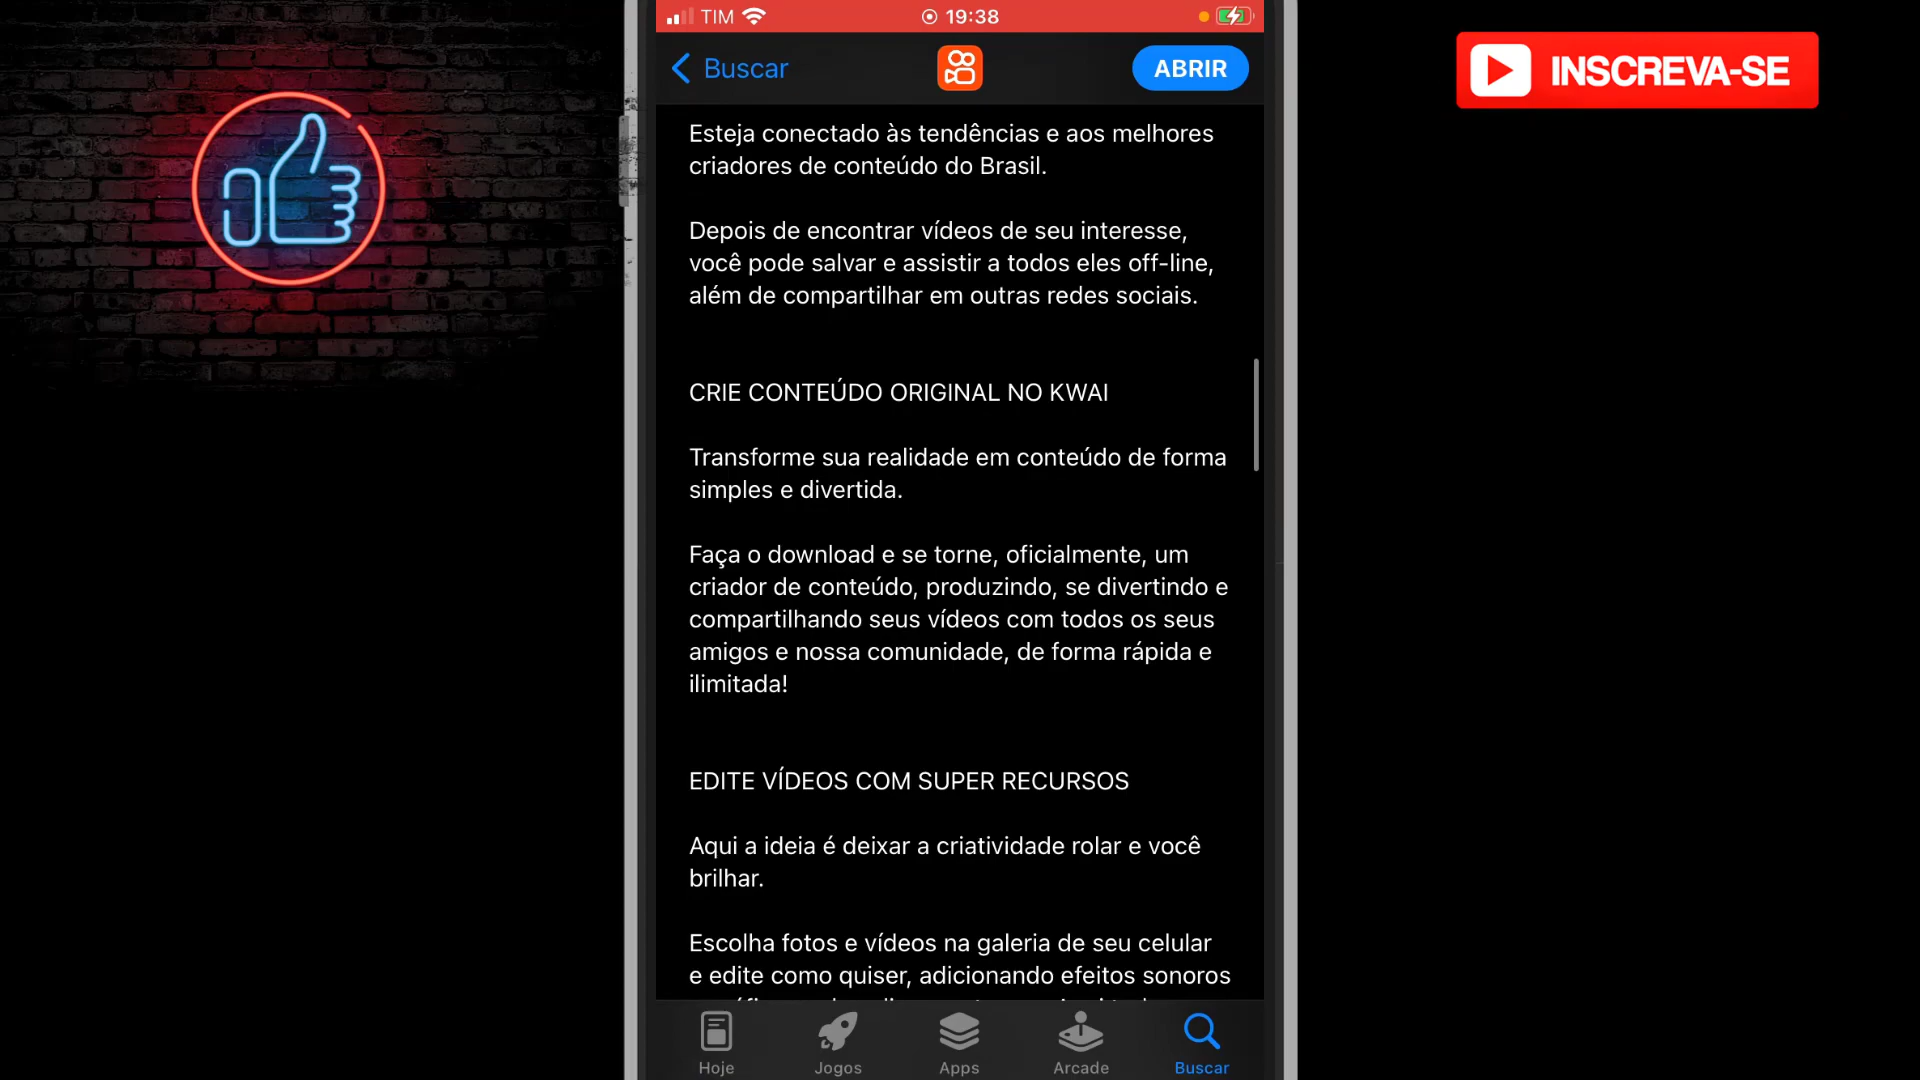 TIM
19:38
Buscar
ABRIR
INSCREVA-SE
Esteja conectado às tendências e aos melhores
criadores de conteúdo do Brasil.
Depois de encontrar vídeos de seu interesse,
você pode salvar e assistir a todos eles off-line,
além de compartilhar em outras redes sociais.
CRIE CONTEÚDO ORIGINAL NO KWAI
Transforme sua realidade em conteúdo de forma
simples e divertida.
Faça o download e se torne, oficialmente, um
criador de conteúdo, produzindo, se divertindo e
compartilhando seus vídeos com todos os seus
amigos e nossa comunidade, de forma rápida e
ilimitada!
EDITE VÍDEOS COM SUPER RECURSOS
Aqui a ideia é deixar a criatividade rolar e você
brilhar.
Escolha fotos e vídeos na galeria de seu celular
e edite como quiser, adicionando efeitos sonoros
Hoje
Jogos
Apps
Arcade
Buscar